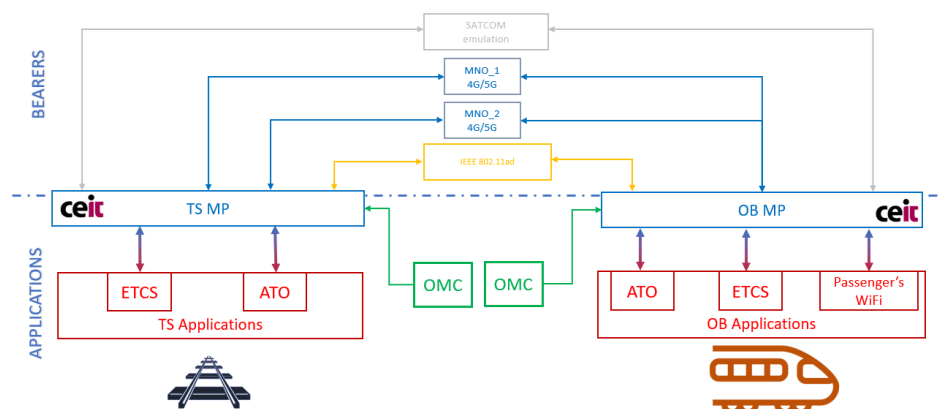 SATCOM
emulation
BEARERS
MNO_1
4G/5G
MNO_2
4G/5G
IEEE 802.11ad
ceit
TS MP
OB MP
ceit
APPLICATIONS
ETCS
ATO
TS Applications
OMC
OMC
ATO
ETCS
Passenger's
WiFi
OB Applications